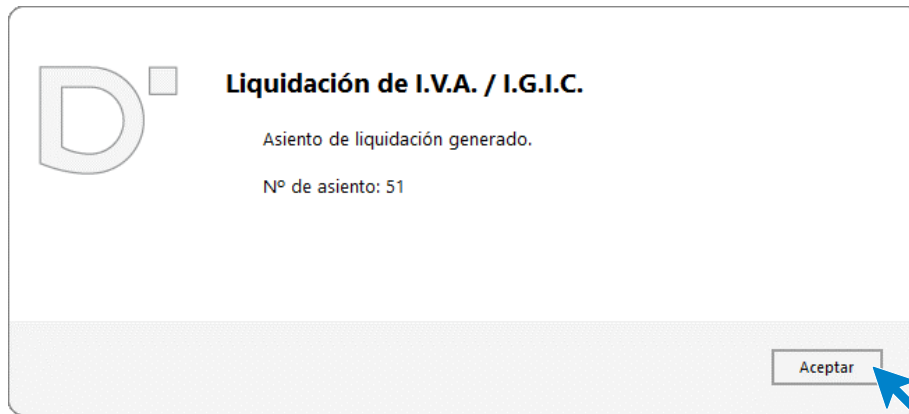 Liquidación de I.V.A. / I.G.I.C.
Asiento de liquidación generado.
Nº de asiento: 51
Aceptar